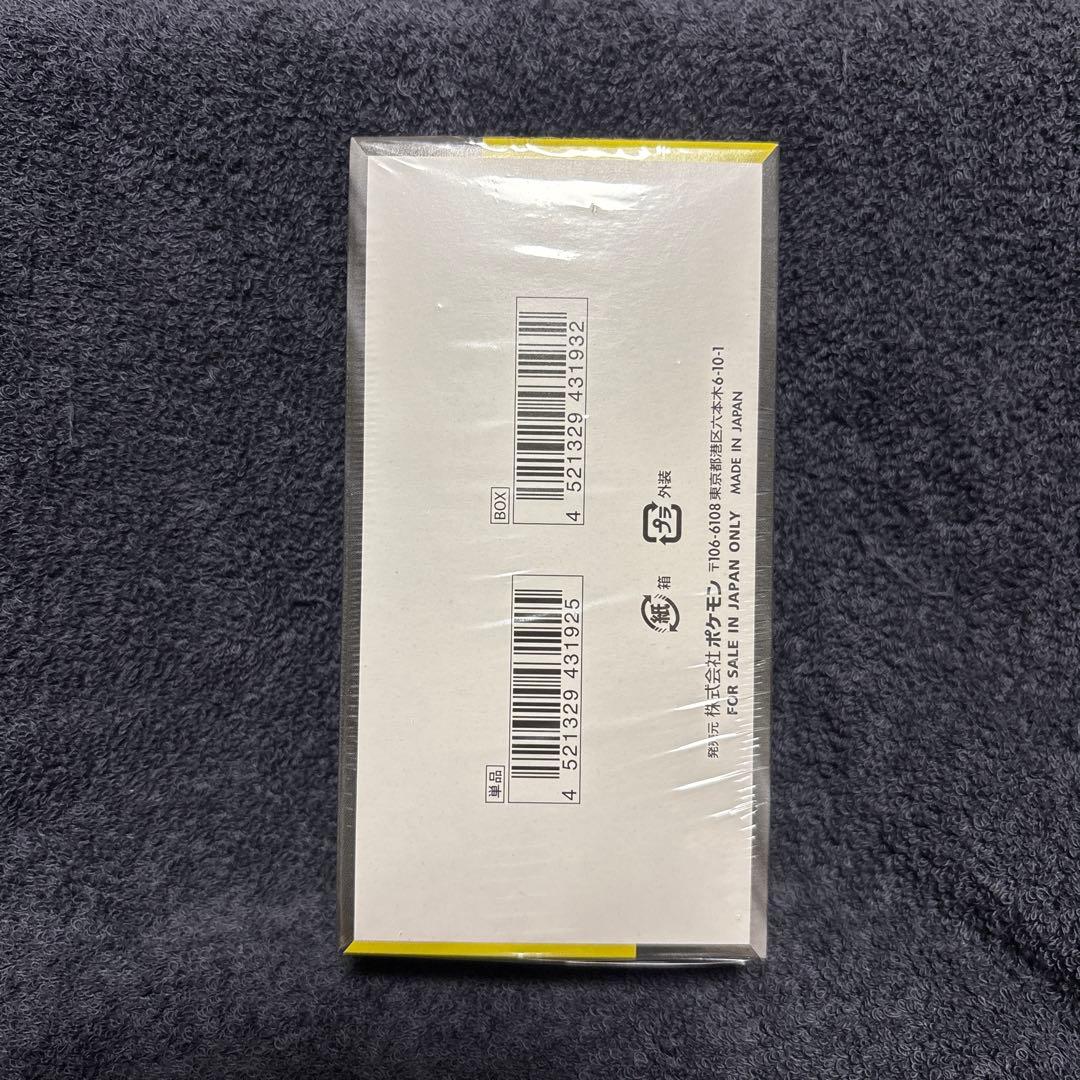 単品
4 521329 431925
BOX
4 521329 431932
紙 箱
プラ 外装
発売元 株式会社 ポケモン 〒106-6108 東京都港区六本木6-10-1
FOR SALE IN JAPAN ONLY MADE IN JAPAN